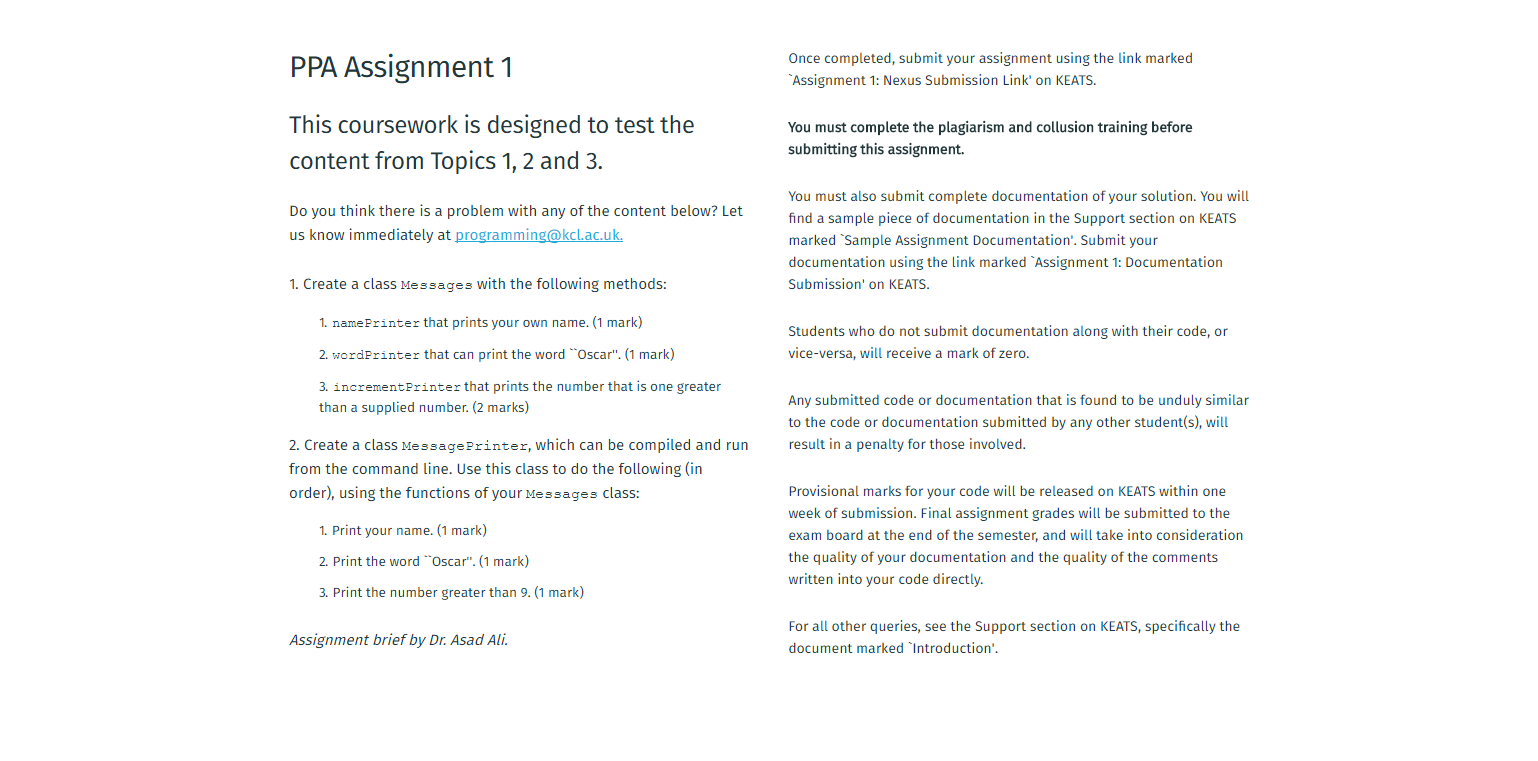 PPA Assignment 1
This coursework is designed to test the
content from Topics 1, 2 and 3.
Do you think there is a problem with any of the content below? Let
us know immediately at programming@kcl.ac.uk.
1. Create a class Messages with the following methods:
1. namePrinter that prints your own name. (1 mark)
2. wordPrinter that can print the word ``Oscar''. (1 mark)
3. incrementPrinter that prints the number that is one greater
than a supplied number. (2 marks)
2. Create a class MessagePrinter, which can be compiled and run
from the command line. Use this class to do the following (in
order), using the functions of your Messages class:
1. Print your name. (1 mark)
2. Print the word ``Oscar''. (1 mark)
3. Print the number greater than 9. (1 mark)
Assignment brief by Dr. Asad Ali.
Once completed, submit your assignment using the link marked
`Assignment 1: Nexus Submission Link' on KEATS.
You must complete the plagiarism and collusion training before
submitting this assignment.
You must also submit complete documentation of your solution. You will
find a sample piece of documentation in the Support section on KEATS
marked `Sample Assignment Documentation'. Submit your
documentation using the link marked `Assignment 1: Documentation
Submission' on KEATS.
Students who do not submit documentation along with their code, or
vice-versa, will receive a mark of zero.
Any submitted code or documentation that is found to be unduly similar
to the code or documentation submitted by any other student(s), will
result in a penalty for those involved.
Provisional marks for your code will be released on KEATS within one
week of submission. Final assignment grades will be submitted to the
exam board at the end of the semester, and will take into consideration
the quality of your documentation and the quality of the comments
written into your code directly.
For all other queries, see the Support section on KEATS, specifically the
document marked `Introduction'.